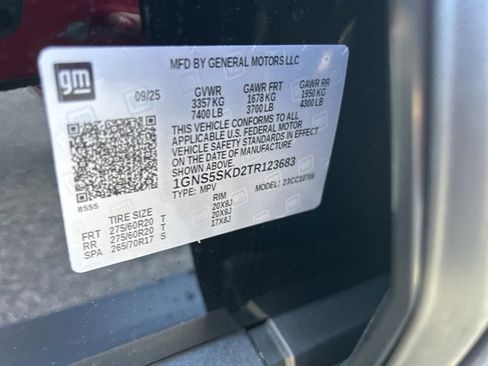 gm
MFD BY GENERAL MOTORS LLC
09/25 GVWR GAWR FRT GAWR RR
3357 KG 1678 KG 1950 KG
7400 LB 3700 LB 4300 LB
THIS VEHICLE CONFORMS TO ALL
APPLICABLE U.S. FEDERAL MOTOR
VEHICLE SAFETY STANDARDS IN EFFECT
ON THE DATE OF MANUFACTURE
SHOWN ABOVE.
1GNS5SKD2TR123683
TYPE: MPV MODEL: 23CC10706
8555
TIRE SIZE RIM
FRT 275/60R20 T 20X9J
RR 275/60R20 T 20X9J
SPA 265/70R17 S 17X8J